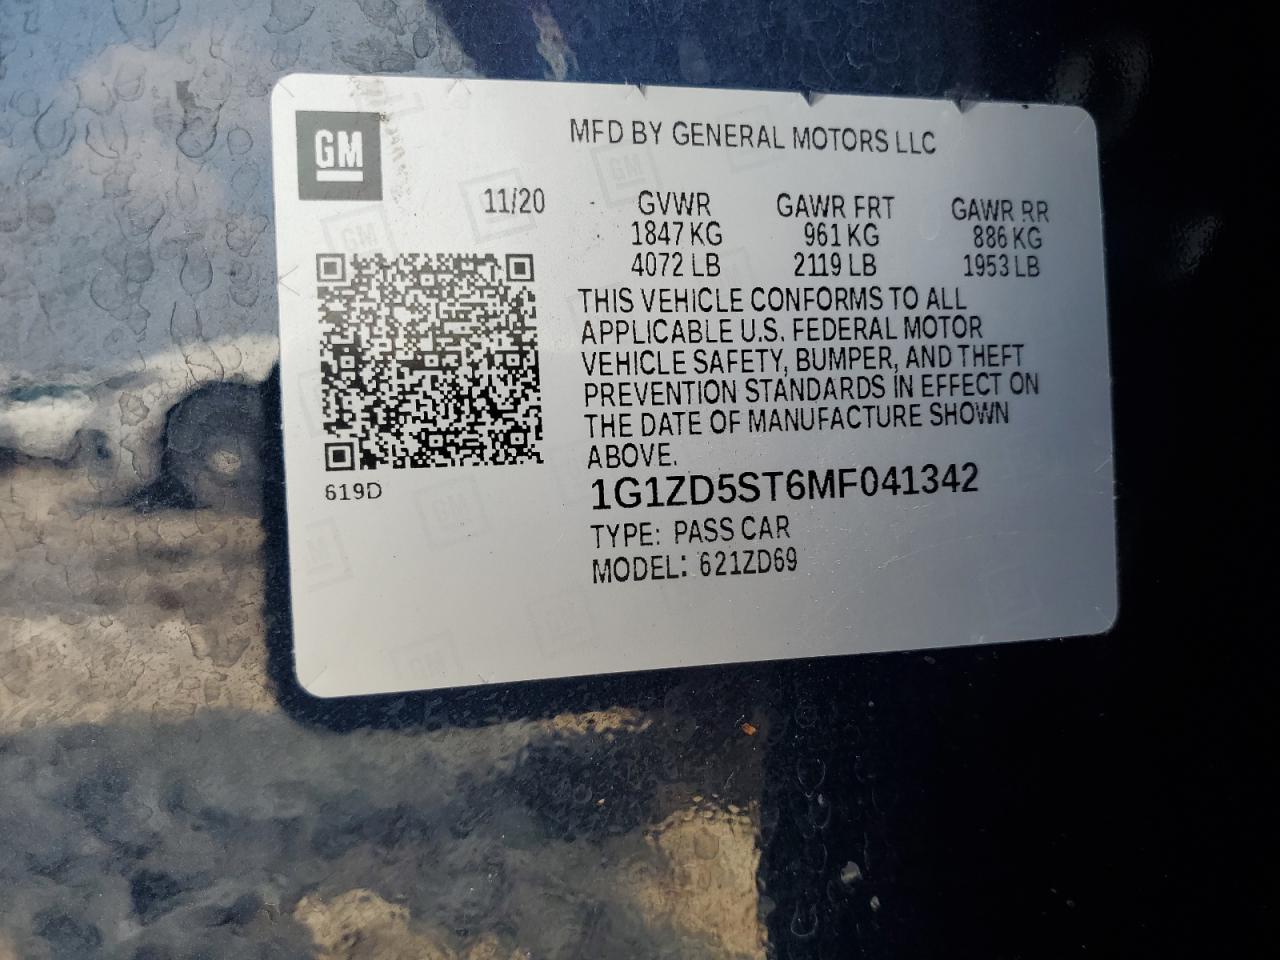 GM
MFD BY GENERAL MOTORS LLC
11/20 GVWR GAWR FRT GAWR RR
1847 KG 961 KG 886 KG
4072 LB 2119 LB 1953 LB
THIS VEHICLE CONFORMS TO ALL
APPLICABLE U.S. FEDERAL MOTOR
VEHICLE SAFETY, BUMPER, AND THEFT
PREVENTION STANDARDS IN EFFECT ON
THE DATE OF MANUFACTURE SHOWN
ABOVE.
619D
1G1ZD5ST6MF041342
TYPE: PASS CAR
MODEL: 621ZD69